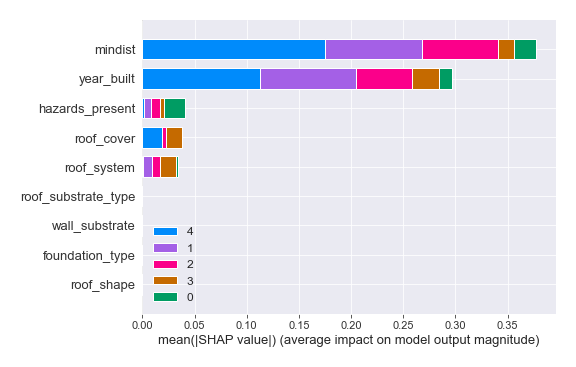 mindist
year_built
hazards_present
roof_cover
roof_system
roof_substrate_type
wall_substrate
foundation_type
roof_shape
4
1
2
3
0
0.00 0.05 0.10 0.15 0.20 0.25 0.30 0.35
mean(|SHAP value|) (average impact on model output magnitude)